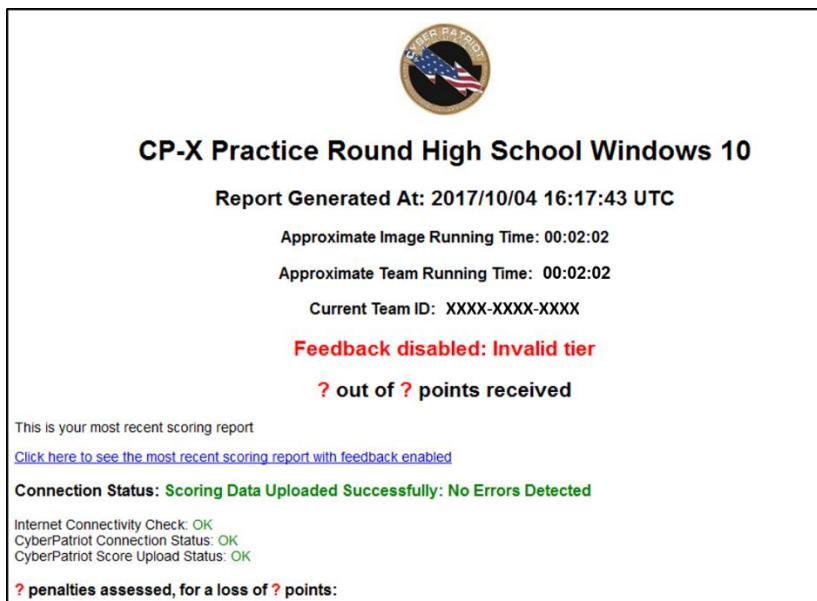 CYBER PATRIOT
CP-X Practice Round High School Windows 10
Report Generated At: 2017/10/04 16:17:43 UTC
Approximate Image Running Time: 00:02:02
Approximate Team Running Time: 00:02:02
Current Team ID: XXXX-XXXX-XXXX
Feedback disabled: Invalid tier
? out of ? points received
This is your most recent scoring report
Click here to see the most recent scoring report with feedback enabled
Connection Status: Scoring Data Uploaded Successfully: No Errors Detected
Internet Connectivity Check: OK
CyberPatriot Connection Status: OK
CyberPatriot Score Upload Status: OK
? penalties assessed, for a loss of ? points: